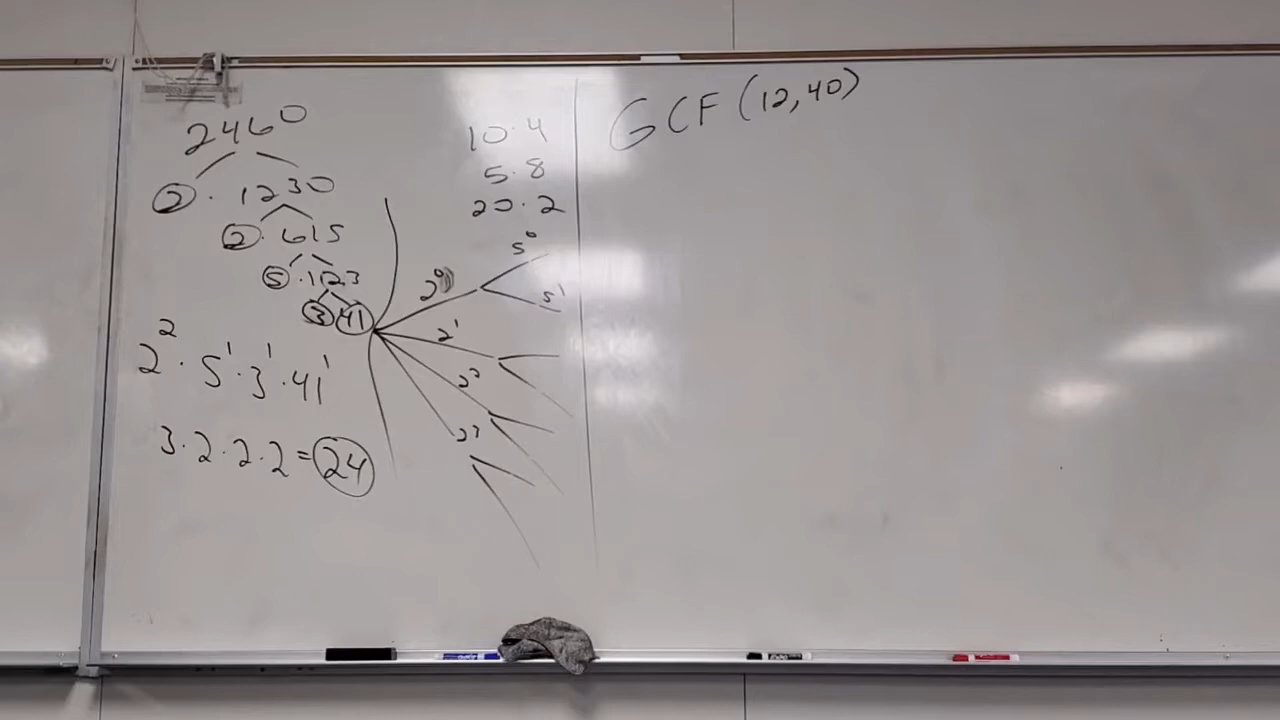 2460
2 · 1230
2 · 615
5 · 123
3 41
2² · 5¹ · 3¹ · 41¹
3 · 2 · 2 · 2 = 24
10 · 4
5 · 8
20 · 2
2⁰
5⁰
5¹
2¹
2²
2³
GCF (12,40)